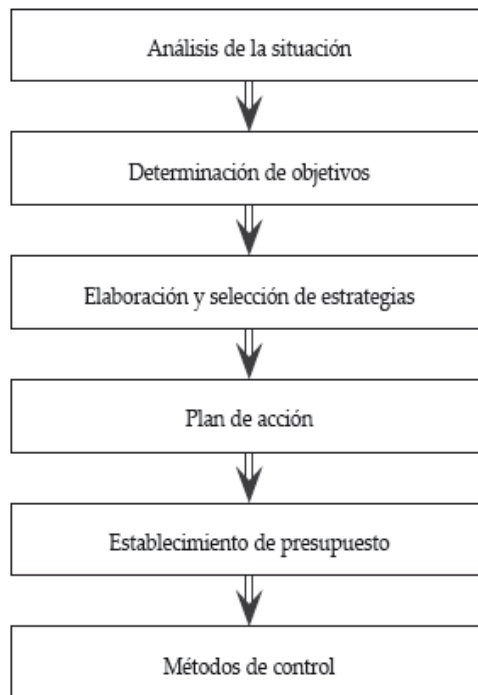 Análisis de la situación
Determinación de objetivos
Elaboración y selección de estrategias
Plan de acción
Establecimiento de presupuesto
Métodos de control